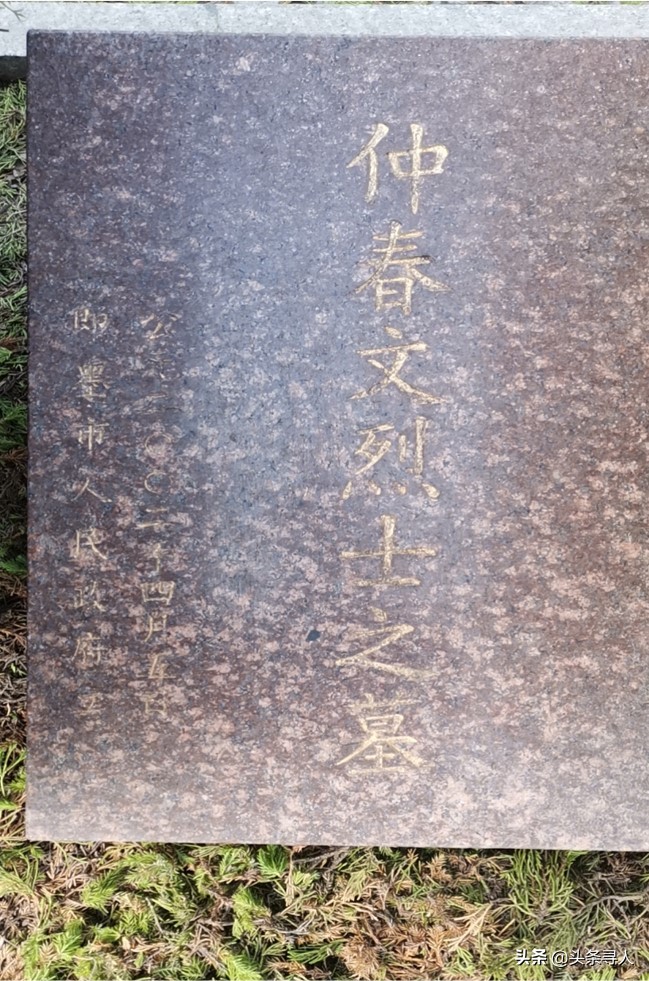 仲春文烈士之墓
公元二〇〇二年四月五日
即墨市人民政府立
头条 @头条寻人